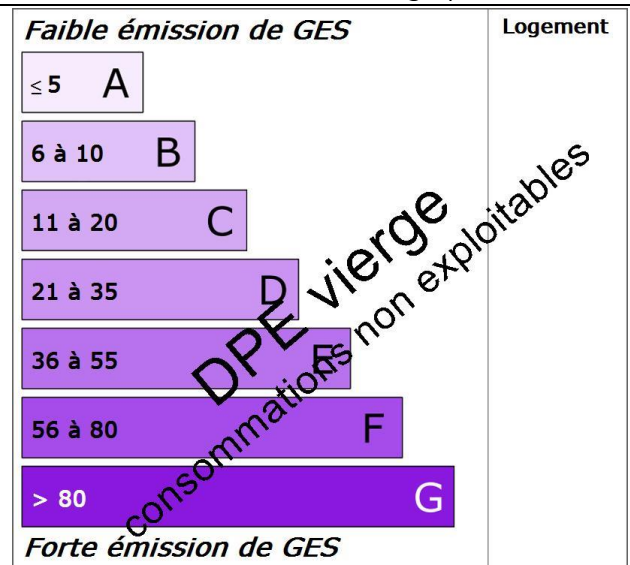 Faible émission de GES
Logement
≤ 5 A
6 à 10 B
11 à 20 C
21 à 35 D
36 à 55 E
56 à 80 F
> 80 G
Forte émission de GES
DPE vierge
consommations non exploitables